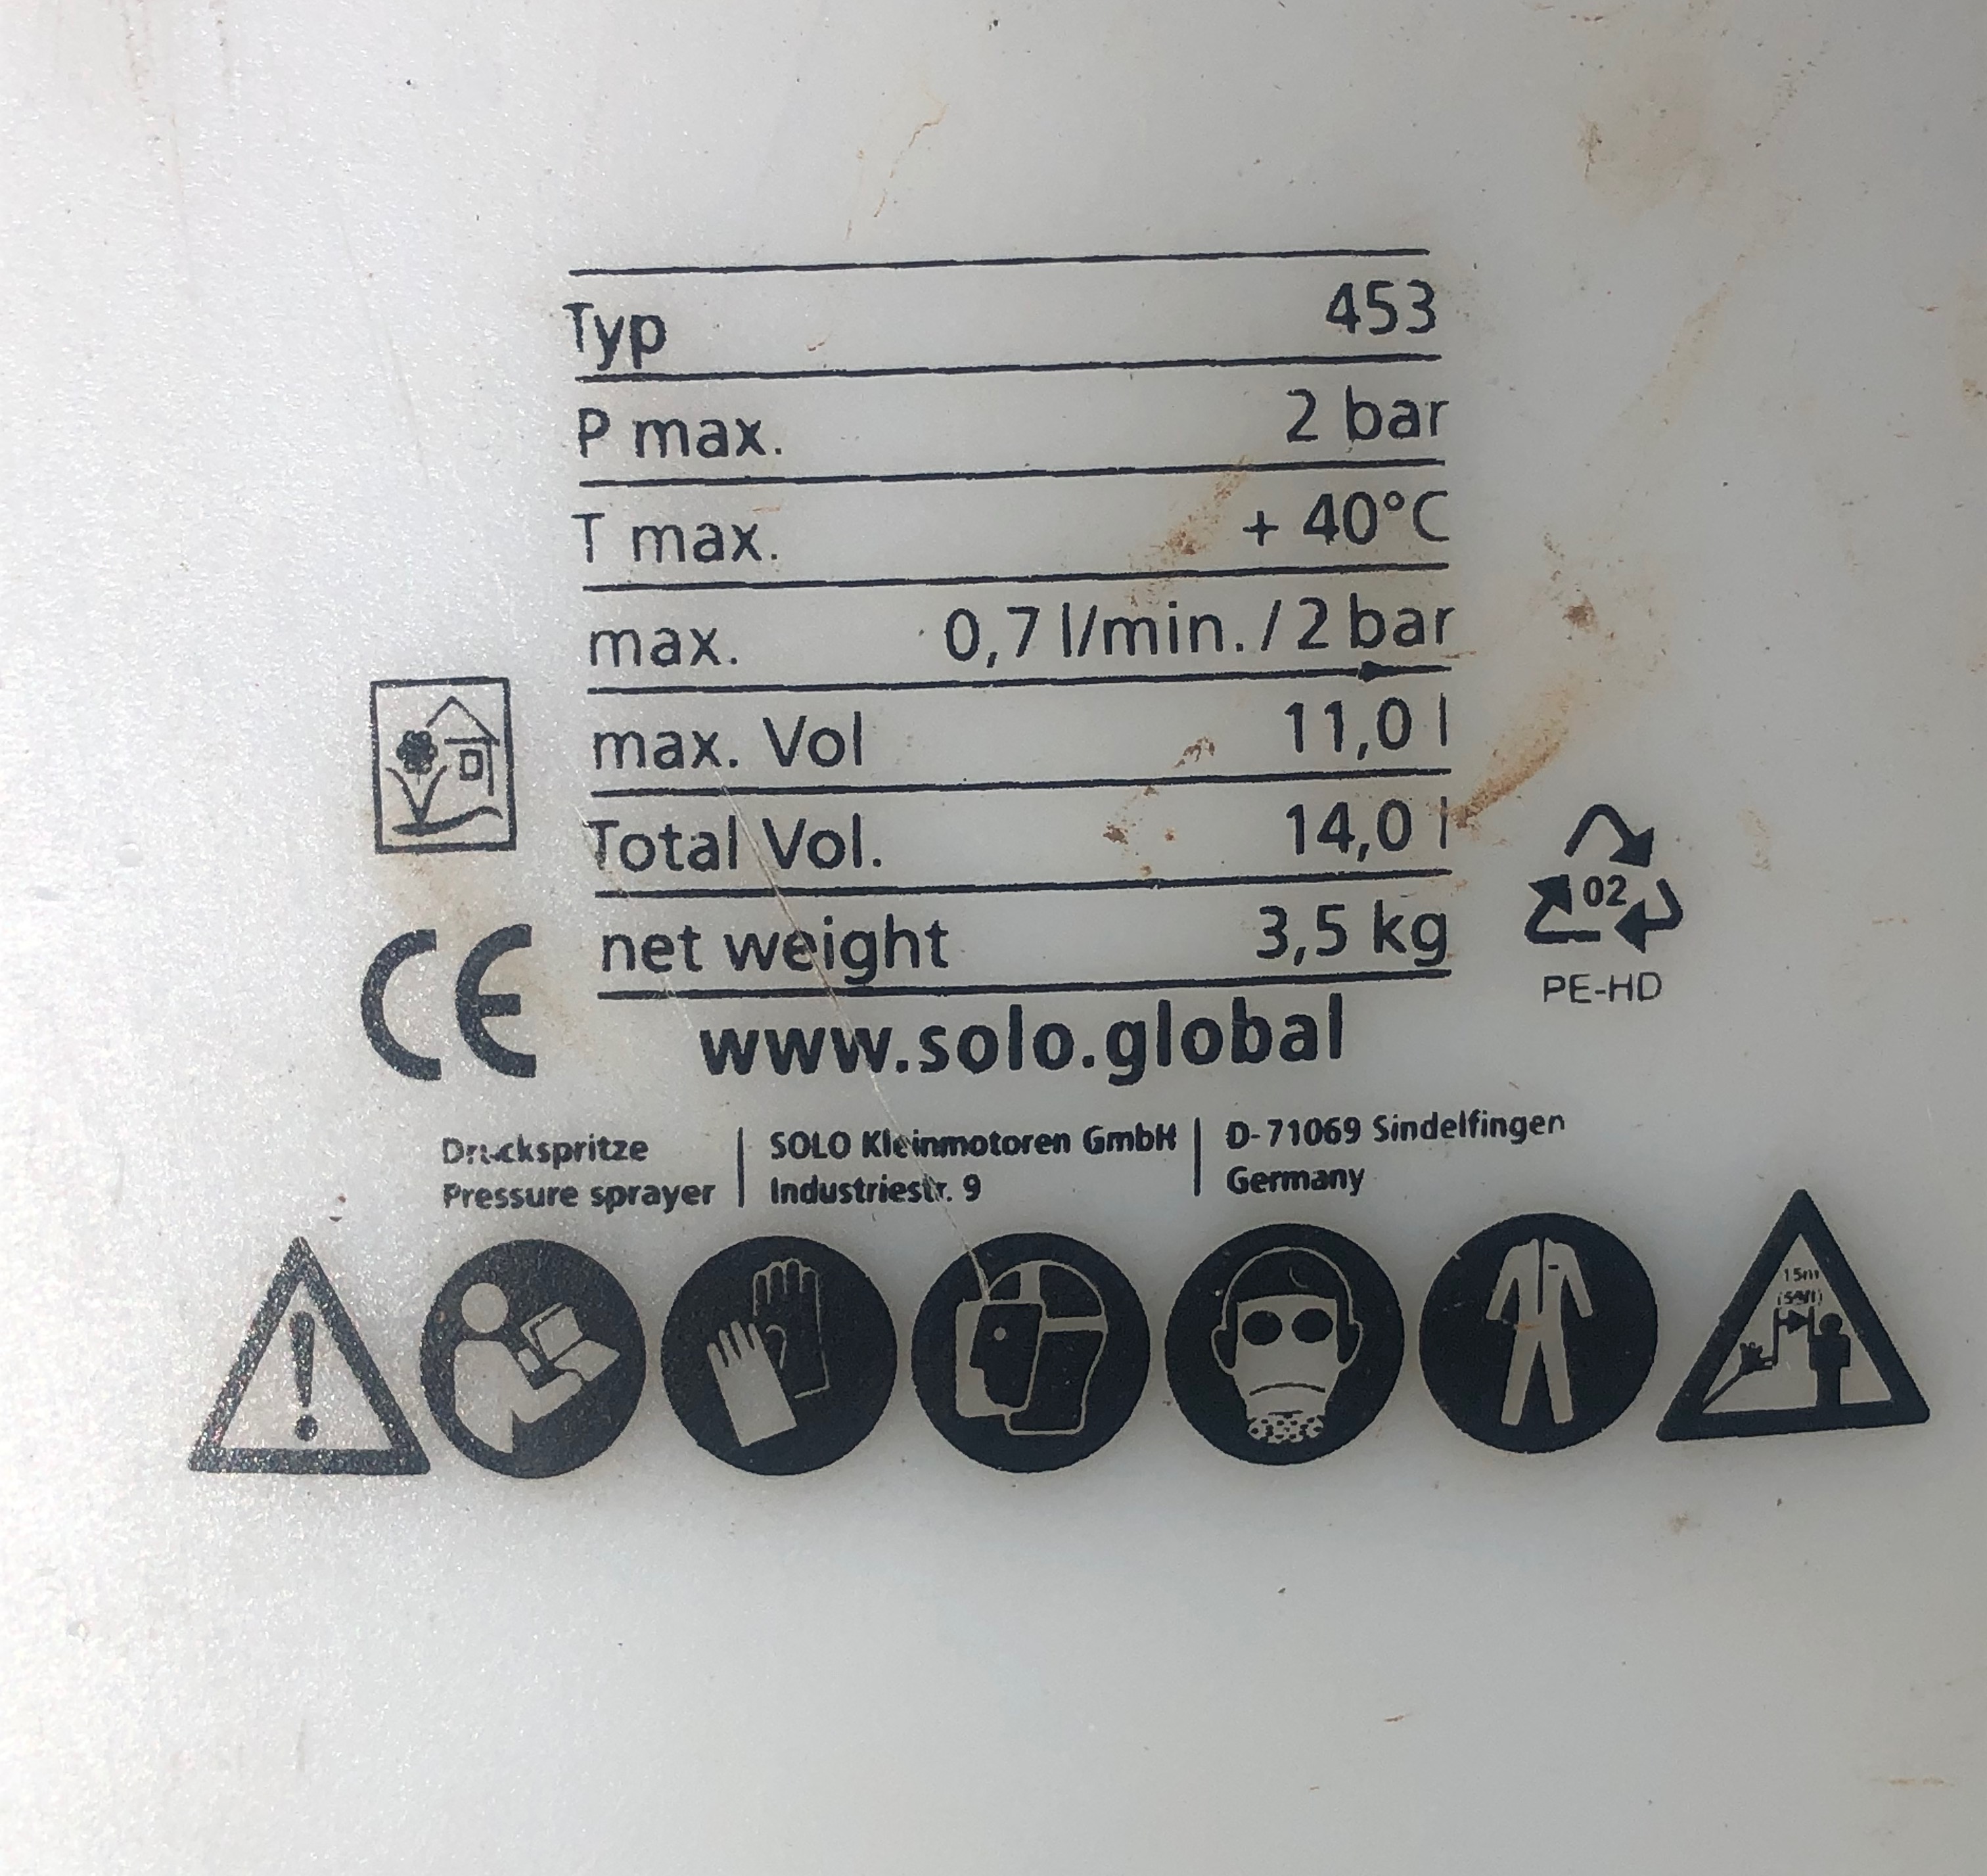 Typ 453
P max. 2 bar
T max. + 40°C
max. 0,7 l/min. / 2 bar
max. Vol 11,0 l
Total Vol. 14,0 l
net weight 3,5 kg
02
PE-HD
CE
www.solo.global
Druckspritze | SOLO Kleinmotoren GmbH | D-71069 Sindelfingen
Pressure sprayer | Industriestr. 9 | Germany
15m